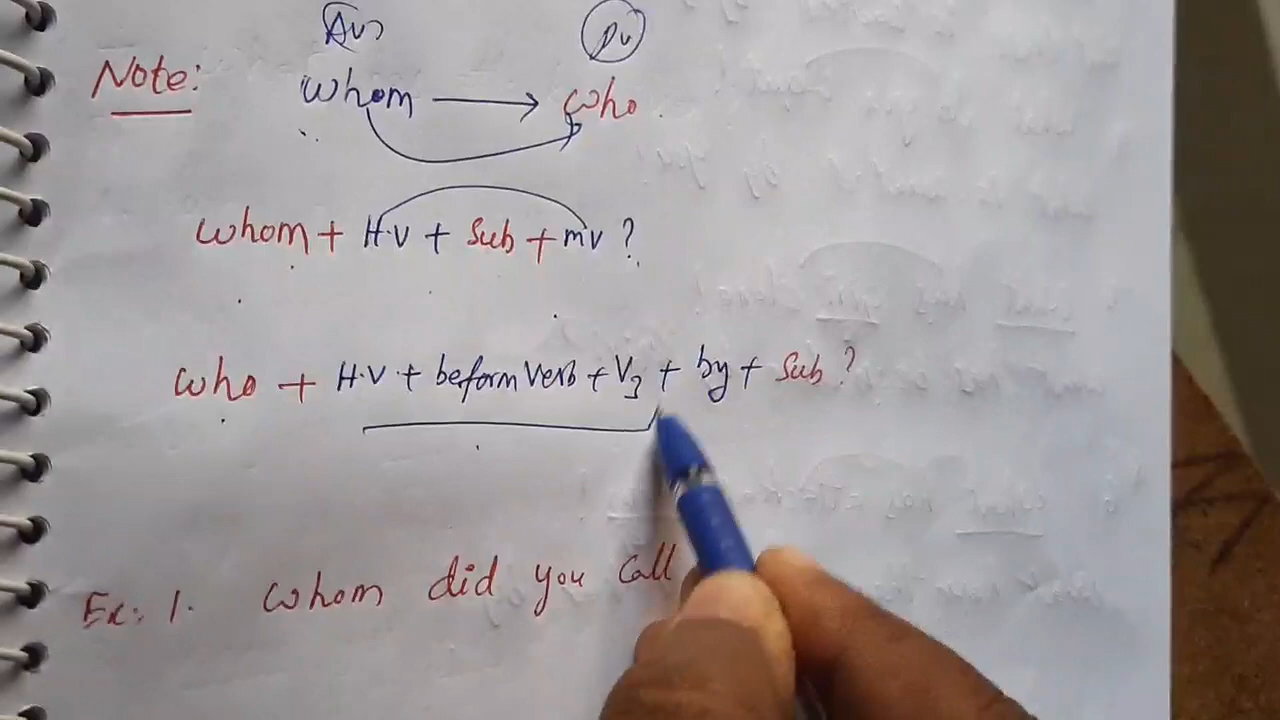 AV
PV
Note: Whom → Who.
Whom + H.V + Sub + mv ?
Who + H.V + beform Verb + V3 + by + Sub ?
Ex: 1. Whom did you Call